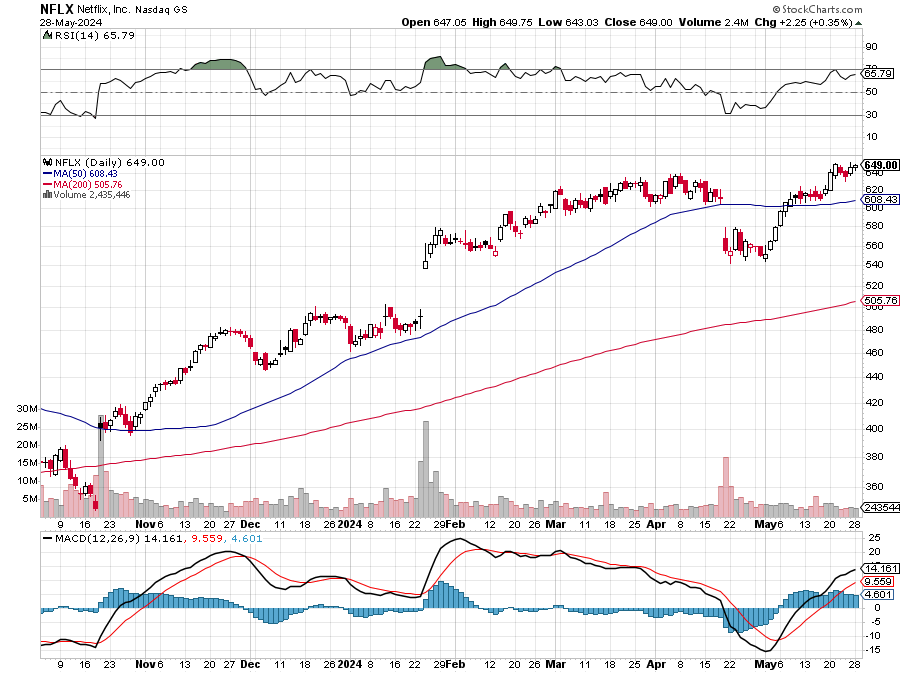 NFLX Netflix, Inc. Nasdaq GS © StockCharts.com
28-May-2024 Open 647.05 High 649.75 Low 643.03 Close 649.00 Volume 2.4M Chg +2.25 (+0.35%)
RSI(14) 65.79
90
70
65.79
50
30
10
NFLX (Daily) 649.00
MA(50) 608.43
MA(200) 505.76
Volume 2,435,446
649.00
640
620
608.43
600
580
560
540
520
505.76
500
480
460
440
420
400
380
360
243544
30M
25M
20M
15M
10M
5M
9 16 23 Nov 6 13 20 27 Dec 11 18 26 2024 8 16 22 29 Feb 12 20 26 Mar 11 18 25 Apr 8 15 22 May 6 13 20 28
MACD(12,26,9) 14.161, 9.559, 4.601
25
20
14.161
9.559
4.601
0
-5
-10
-15
9 16 23 Nov 6 13 20 27 Dec 11 18 26 2024 8 16 22 29 Feb 12 20 26 Mar 11 18 25 Apr 8 15 22 May 6 13 20 28